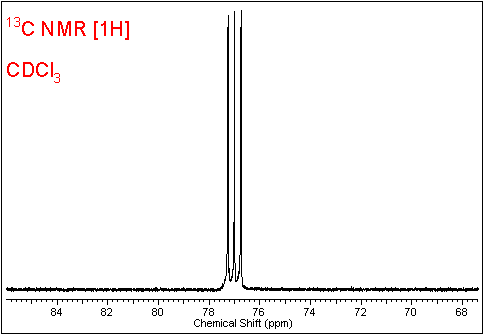 ¹³C NMR [1H]
CDCl₃
84 82 80 78 76 74 72 70 68
Chemical Shift (ppm)